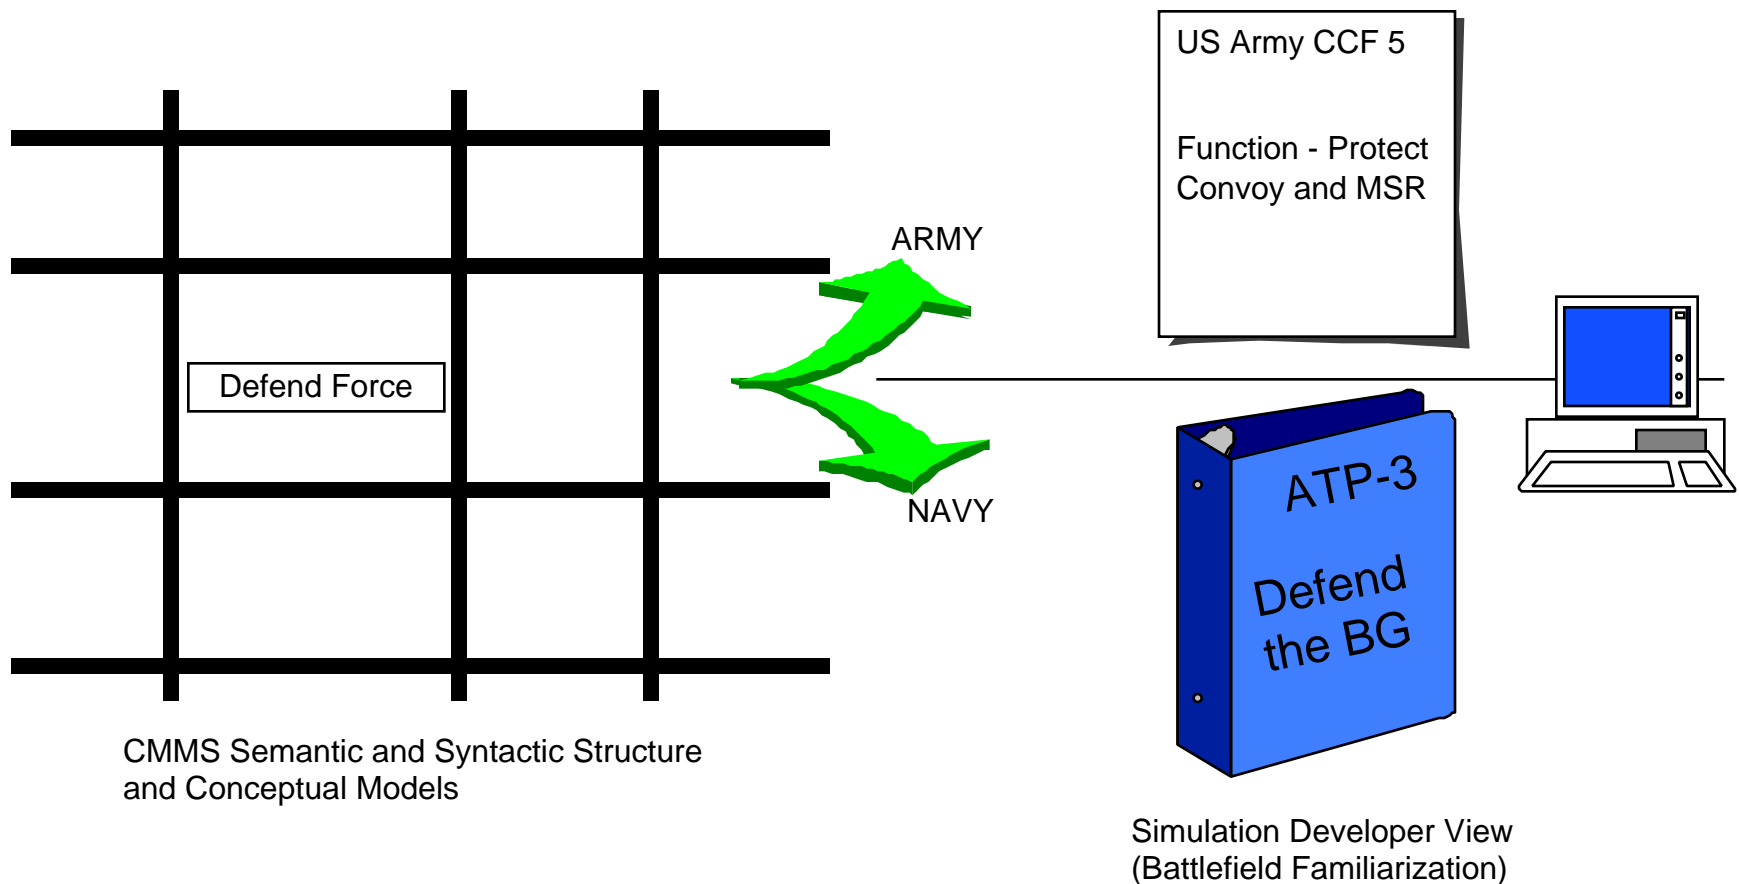 US Army CCF 5
Function - Protect
Convoy and MSR
ARMY
Defend Force
NAVY
ATP-3
Defend
the BG
CMMS Semantic and Syntactic Structure
and Conceptual Models
Simulation Developer View
(Battlefield Familiarization)